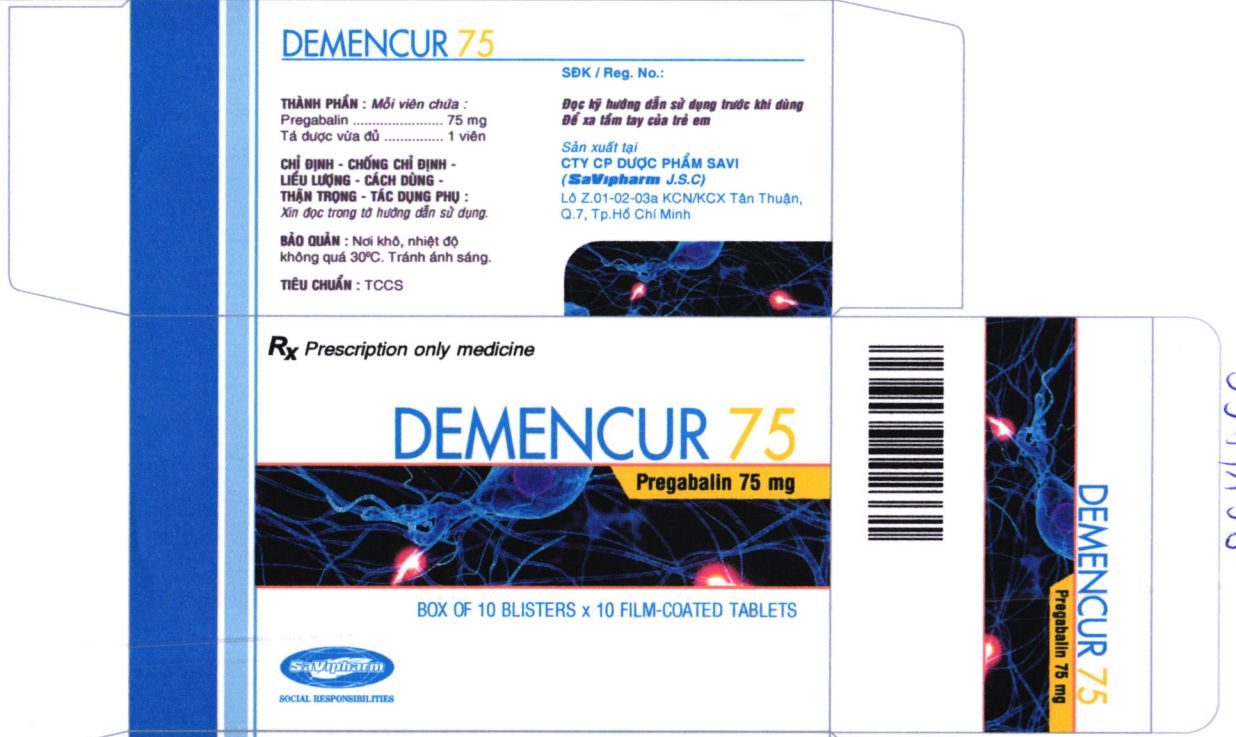 DEMENCUR 75
THÀNH PHẦN : Mỗi viên chứa :
Pregabalin ....................... 75 mg
Tá dược vừa đủ ............... 1 viên
CHỈ ĐỊNH - CHỐNG CHỈ ĐỊNH -
LIỀU LƯỢNG - CÁCH DÙNG -
THẬN TRỌNG - TÁC DỤNG PHỤ :
Xin đọc trong tờ hướng dẫn sử dụng.
BẢO QUẢN : Nơi khô, nhiệt độ
không quá 30ºC. Tránh ánh sáng.
TIÊU CHUẨN : TCCS
SĐK / Reg. No.:
Đọc kỹ hướng dẫn sử dụng trước khi dùng
Để xa tầm tay của trẻ em
Sản xuất tại
CTY CP DƯỢC PHẨM SAVI
(SaVipharm J.S.C)
Lô Z.01-02-03a KCN/KCX Tân Thuận,
Q.7, Tp.Hồ Chí Minh
Rx Prescription only medicine
DEMENCUR 75
Pregabalin 75 mg
BOX OF 10 BLISTERS x 10 FILM-COATED TABLETS
SaVipharm
SOCIAL RESPONSIBILITIES
DEMENCUR 75
Pregabalin 75 mg